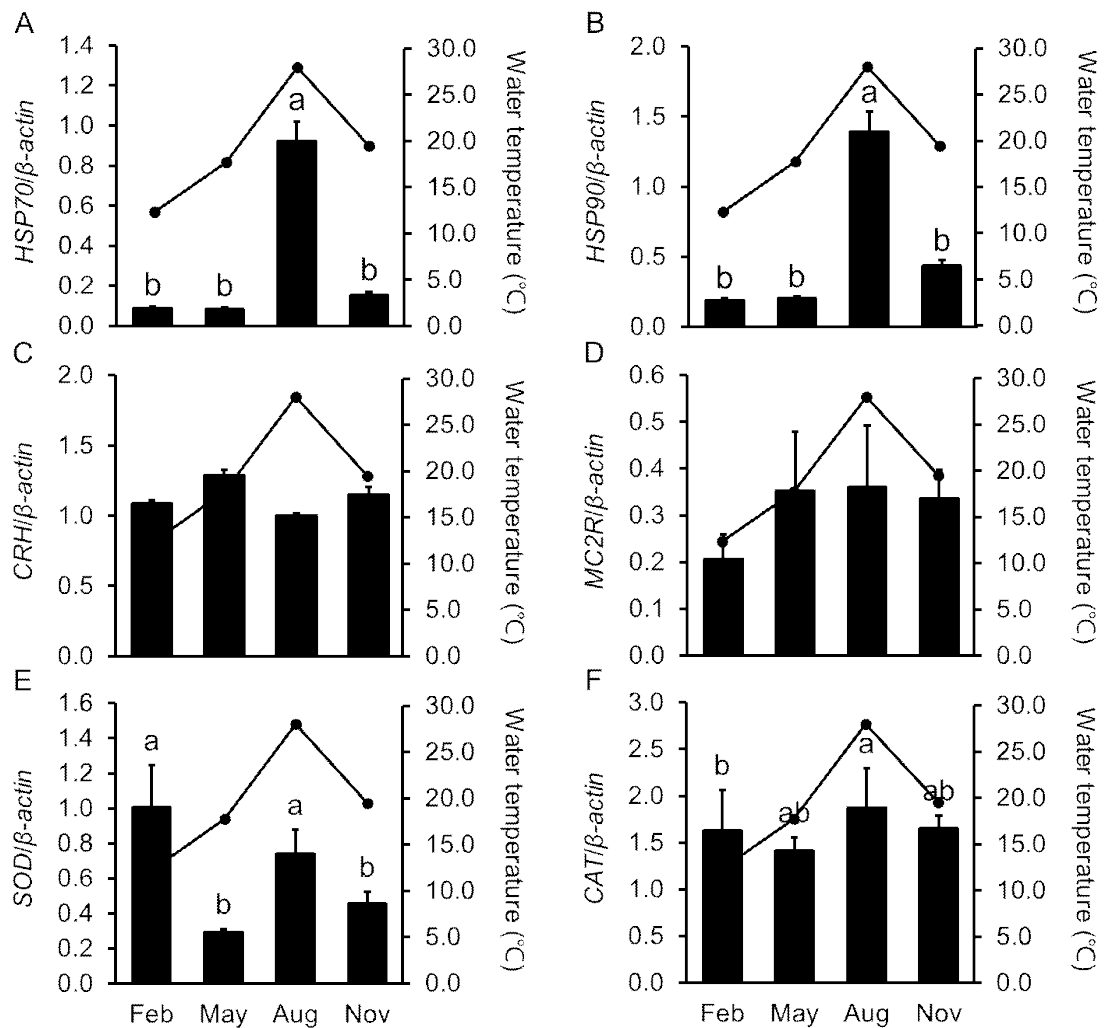 A
HSP70/β-actin
1.4
1.2
1.0
0.8
0.6
0.4
0.2
0.0
b
b
a
b
30.0
25.0
20.0
15.0
10.0
5.0
0.0
Water temperature (℃)
B
HSP90/β-actin
2.0
1.5
1.0
0.5
0.0
b
b
a
b
30.0
25.0
20.0
15.0
10.0
5.0
0.0
Water temperature (℃)
C
CRH/β-actin
2.0
1.5
1.0
0.5
0.0
30.0
25.0
20.0
15.0
10.0
5.0
0.0
Water temperature (℃)
D
MC2R/β-actin
0.6
0.5
0.4
0.3
0.2
0.1
0.0
30.0
25.0
20.0
15.0
10.0
5.0
0.0
Water temperature (℃)
E
SOD/β-actin
1.6
1.4
1.2
1.0
0.8
0.6
0.4
0.2
0.0
a
b
a
b
30.0
25.0
20.0
15.0
10.0
5.0
0.0
Water temperature (℃)
Feb May Aug Nov
F
CAT/β-actin
3.0
2.5
2.0
1.5
1.0
0.5
0.0
b
ab
a
ab
30.0
25.0
20.0
15.0
10.0
5.0
0.0
Water temperature (℃)
Feb May Aug Nov